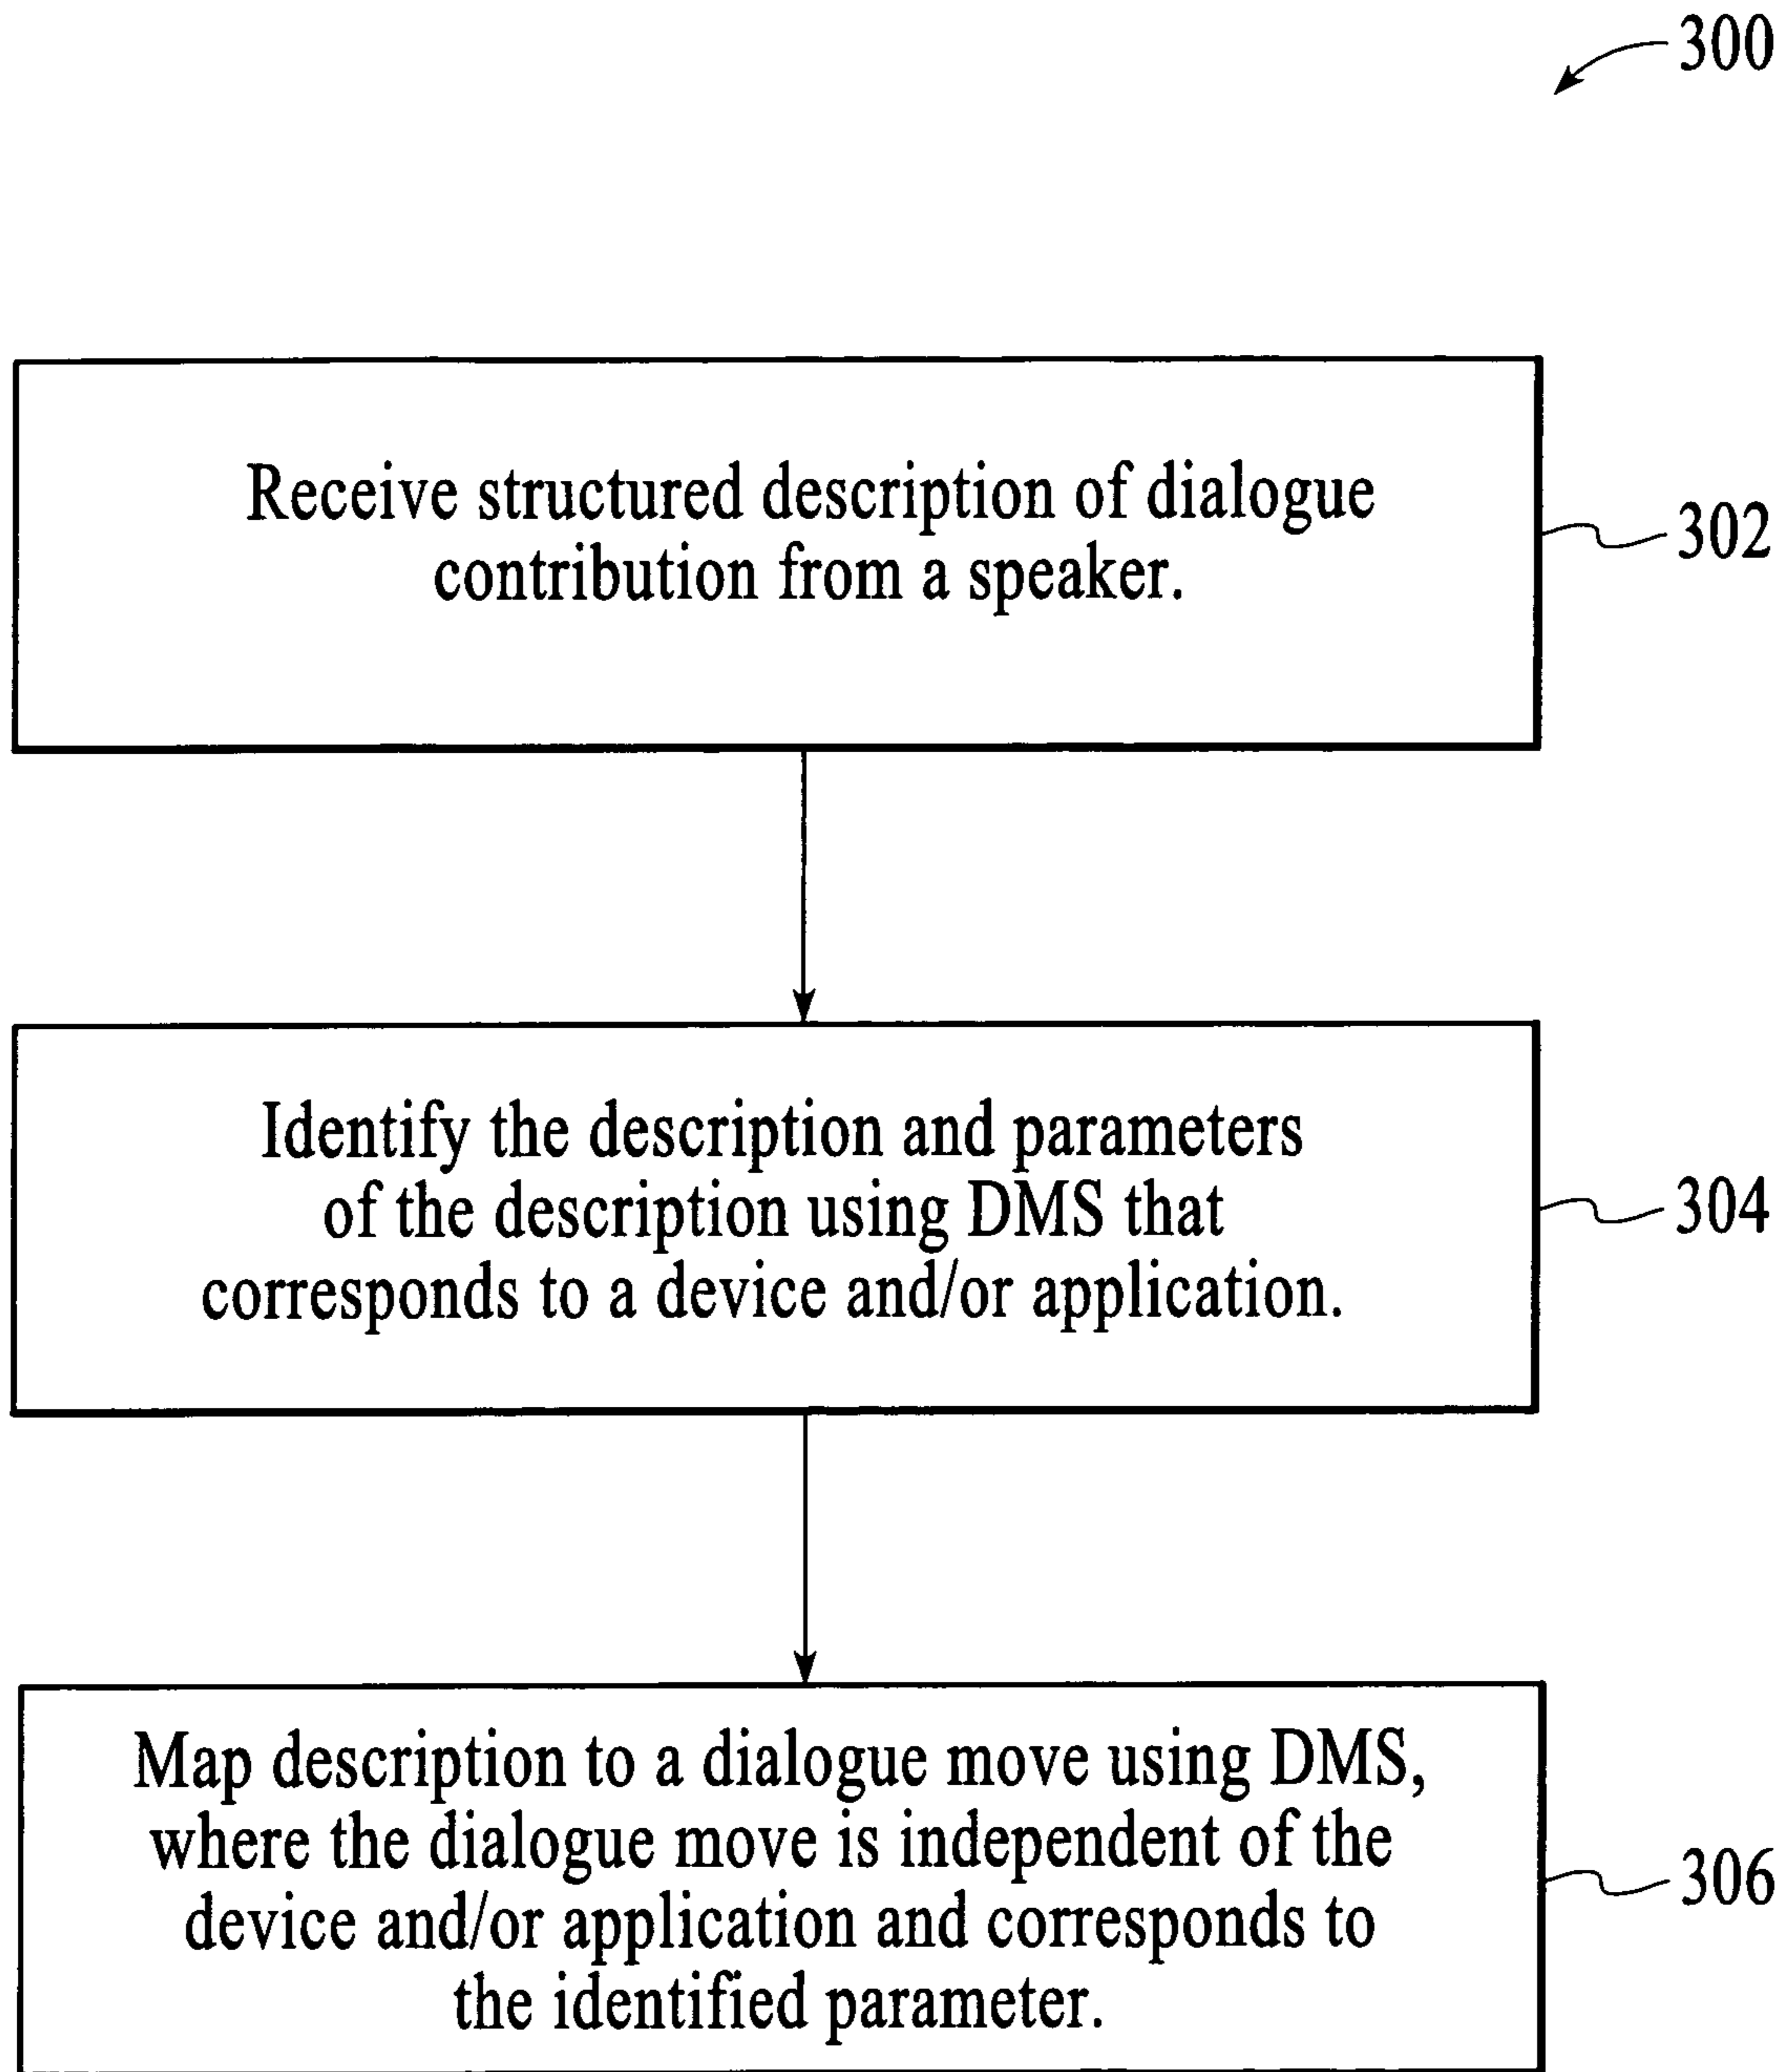 300
Receive structured description of dialogue
contribution from a speaker.
302
Identify the description and parameters
of the description using DMS that
corresponds to a device and/or application.
304
Map description to a dialogue move using DMS,
where the dialogue move is independent of the
device and/or application and corresponds to
the identified parameter.
306